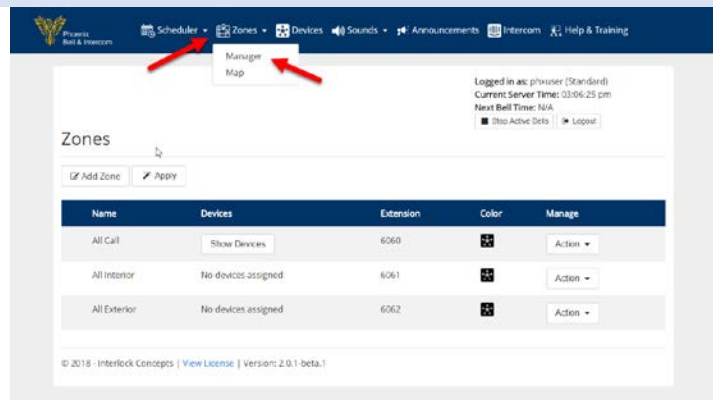 Phoenix
Bell & Intercom
Scheduler Zones Devices Sounds Announcements Intercom Help & Training
Manager
Map
Logged in as: phxuser (Standard)
Current Server Time: 03:06:25 pm
Next Bell Time: N/A
Stop Active Bells Logout
Zones
Add Zone Apply
Name Devices Extension Color Manage
All Call Show Devices 6060 Action
All Interior No devices assigned 6061 Action
All Exterior No devices assigned 6062 Action
© 2018 - Interlock Concepts | View License | Version: 2.0.1-beta.1